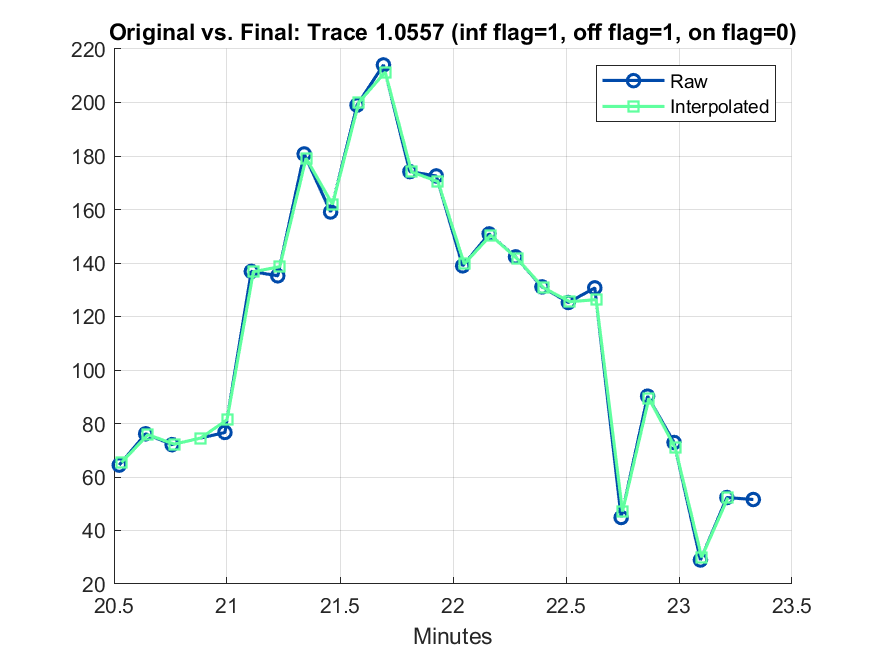 Original vs. Final: Trace 1.0557 (inf flag=1, off flag=1, on flag=0)
220
200
180
160
140
120
100
80
60
40
20
Raw
Interpolated
20.5 21 21.5 22 22.5 23 23.5
Minutes